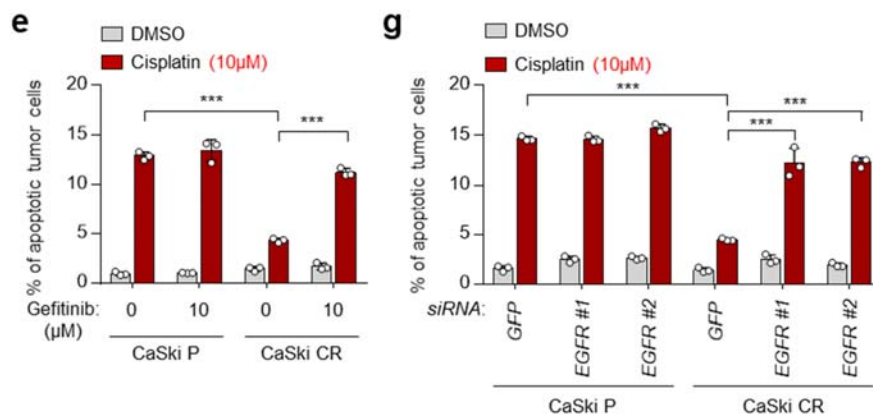 e
DMSO
Cisplatin (10μM)
% of apoptotic tumor cells
20
15
10
5
0
***
***
Gefitinib: 0 10 0 10
(μM)
CaSki P CaSki CR
g
DMSO
Cisplatin (10μM)
% of apoptotic tumor cells
20
15
10
5
0
***
***
***
siRNA: GFP EGFR #1 EGFR #2 GFP EGFR #1 EGFR #2
CaSki P CaSki CR